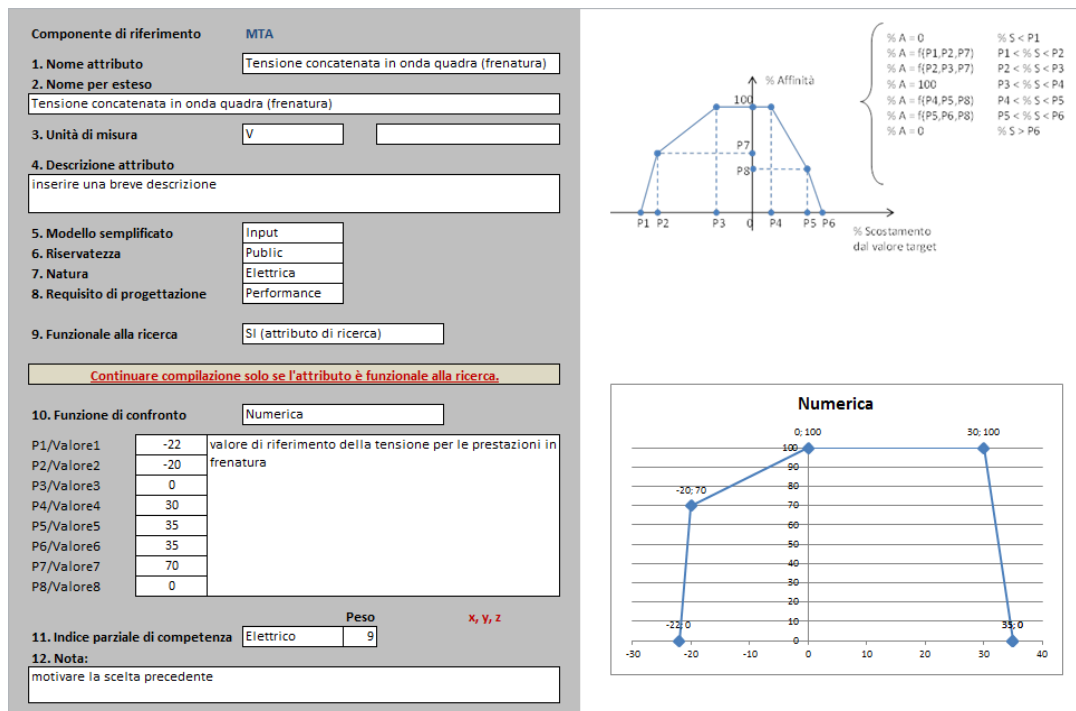 Componente di riferimento MTA
1. Nome attributo Tensione concatenata in onda quadra (frenatura)
2. Nome per esteso
Tensione concatenata in onda quadra (frenatura)
3. Unità di misura V
4. Descrizione attributo
inserire una breve descrizione
5. Modello semplificato Input
6. Riservatezza Public
7. Natura Elettrica
8. Requisito di progettazione Performance
9. Funzionale alla ricerca SI (attributo di ricerca)
Continuare compilazione solo se l'attributo è funzionale alla ricerca.
10. Funzione di confronto Numerica
P1/Valore1 -22 valore di riferimento della tensione per le prestazioni in
P2/Valore2 -20 frenatura
P3/Valore3 0
P4/Valore4 30
P5/Valore5 35
P6/Valore6 35
P7/Valore7 70
P8/Valore8 0
Peso x, y, z
11. Indice parziale di competenza Elettrico 9
12. Nota:
motivare la scelta precedente
% A = 0 % S < P1
% A = f(P1,P2,P7) P1 < % S < P2
% A = f(P2,P3,P7) P2 < % S < P3
% A = 100 P3 < % S < P4
% A = f(P4,P5,P8) P4 < % S < P5
% A = f(P5,P6,P8) P5 < % S < P6
% A = 0 % S > P6
% Affinità
100
P7
P8
P1 P2 P3 0 P4 P5 P6
% Scostamento
dal valore target
Numerica
0; 100 30; 100
100
90
80
-20; 70
70
60
50
40
30
20
10
-22; 0 0 35; 0
-30 -20 -10 0 10 20 30 40